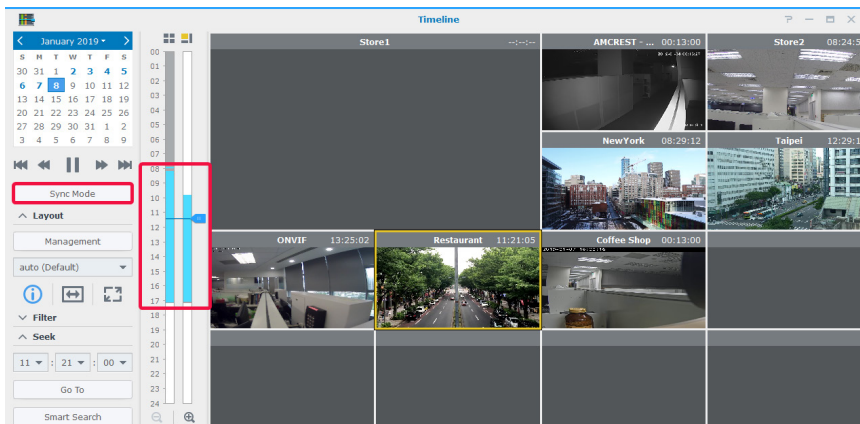 Timeline
January 2019
S M T W T F S
30 31 1 2 3 4 5
6 7 8 9 10 11 12
13 14 15 16 17 18 19
20 21 22 23 24 25 26
27 28 29 30 31 1 2
3 4 5 6 7 8 9
Sync Mode
Layout
Management
auto (Default)
Filter
Seek
11 : 21 : 00
Go To
Smart Search
00
01
02
03
04
05
06
07
08
09
10
11
12
13
14
15
16
17
18
19
20
21
22
23
24
Store1 --:--:--
AMCREST - ... 00:13:00
Store2 08:24:5
NewYork 08:29:12
Taipei 12:29:1
ONVIF 13:25:02
Restaurant 11:21:05
Coffee Shop 00:13:00